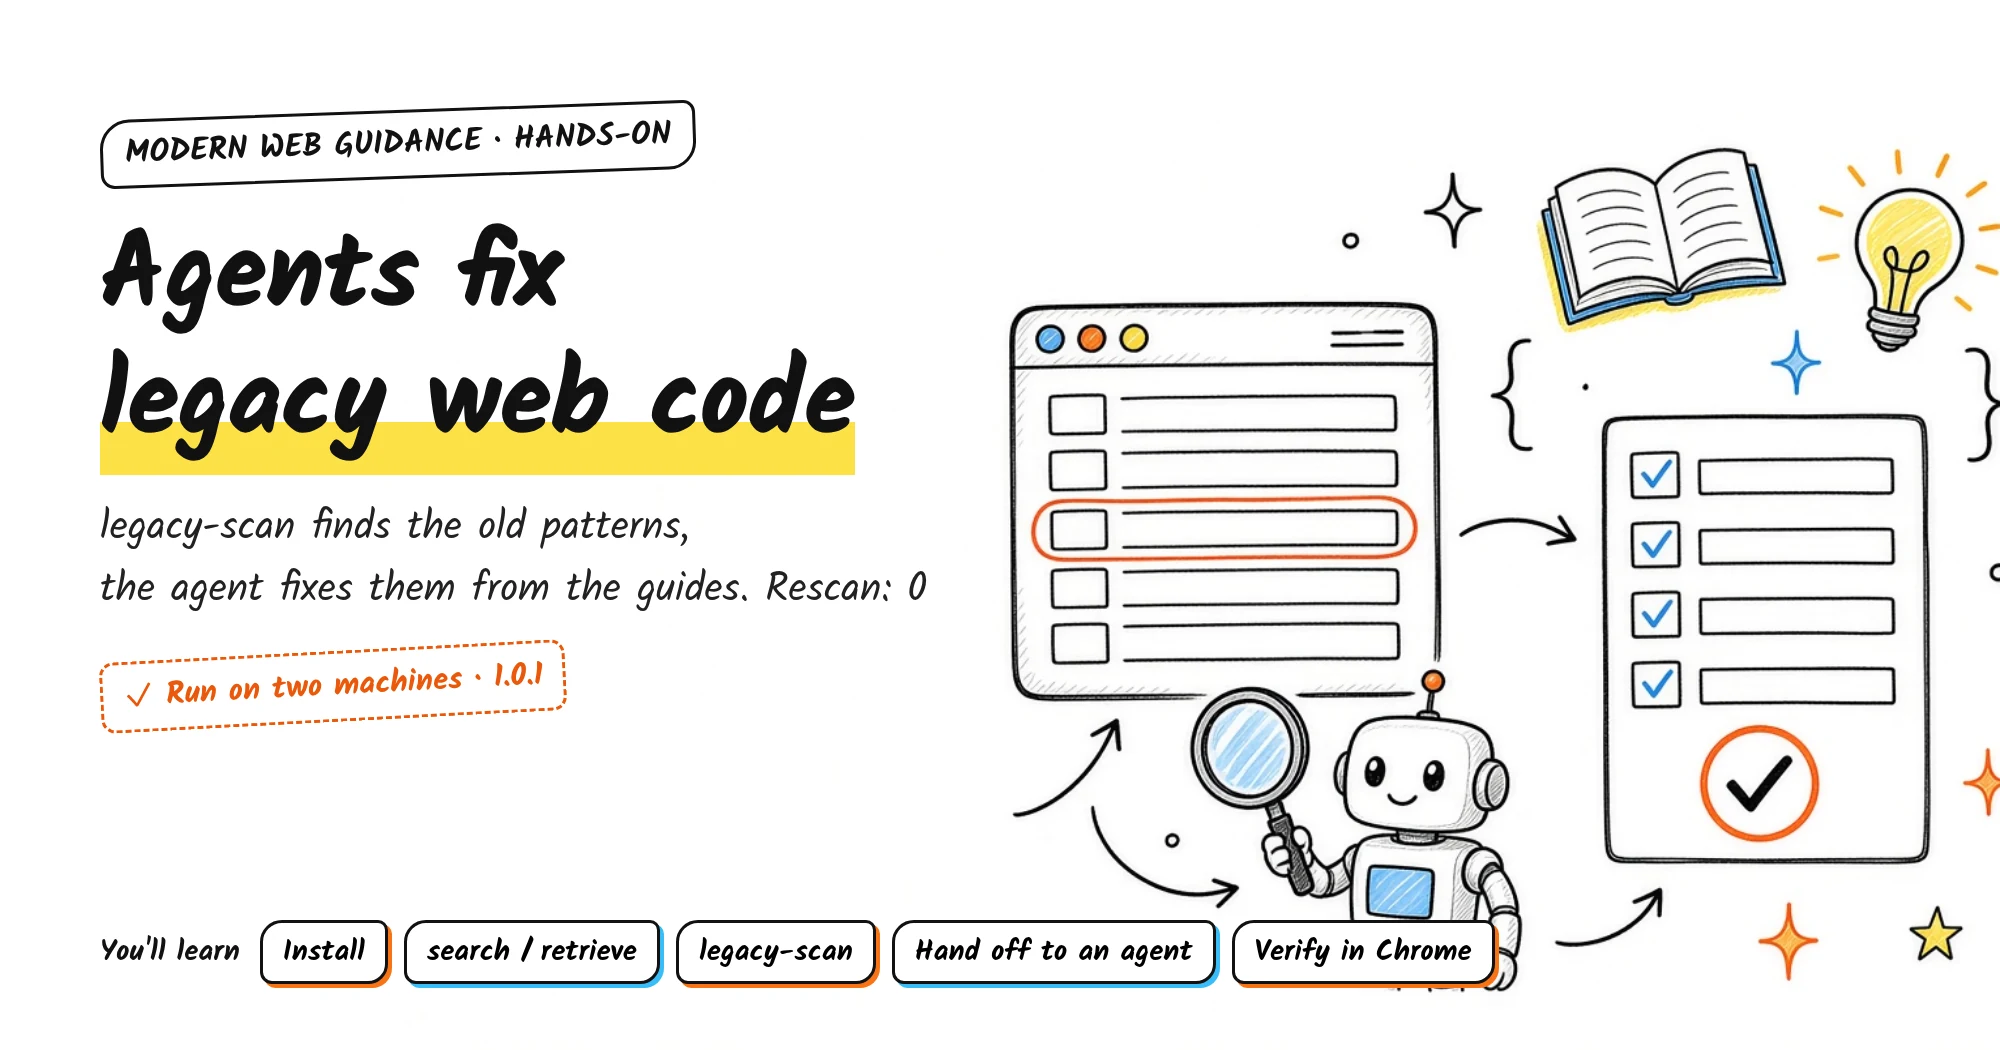 MODERN WEB GUIDANCE · HANDS-ON
Agents fix
legacy web code
legacy-scan finds the old patterns,
the agent fixes them from the guides. Rescan: 0
✓ Run on two machines · 1.0.1
You'll learn
Install
search / retrieve
legacy-scan
Hand off to an agent
Verify in Chrome